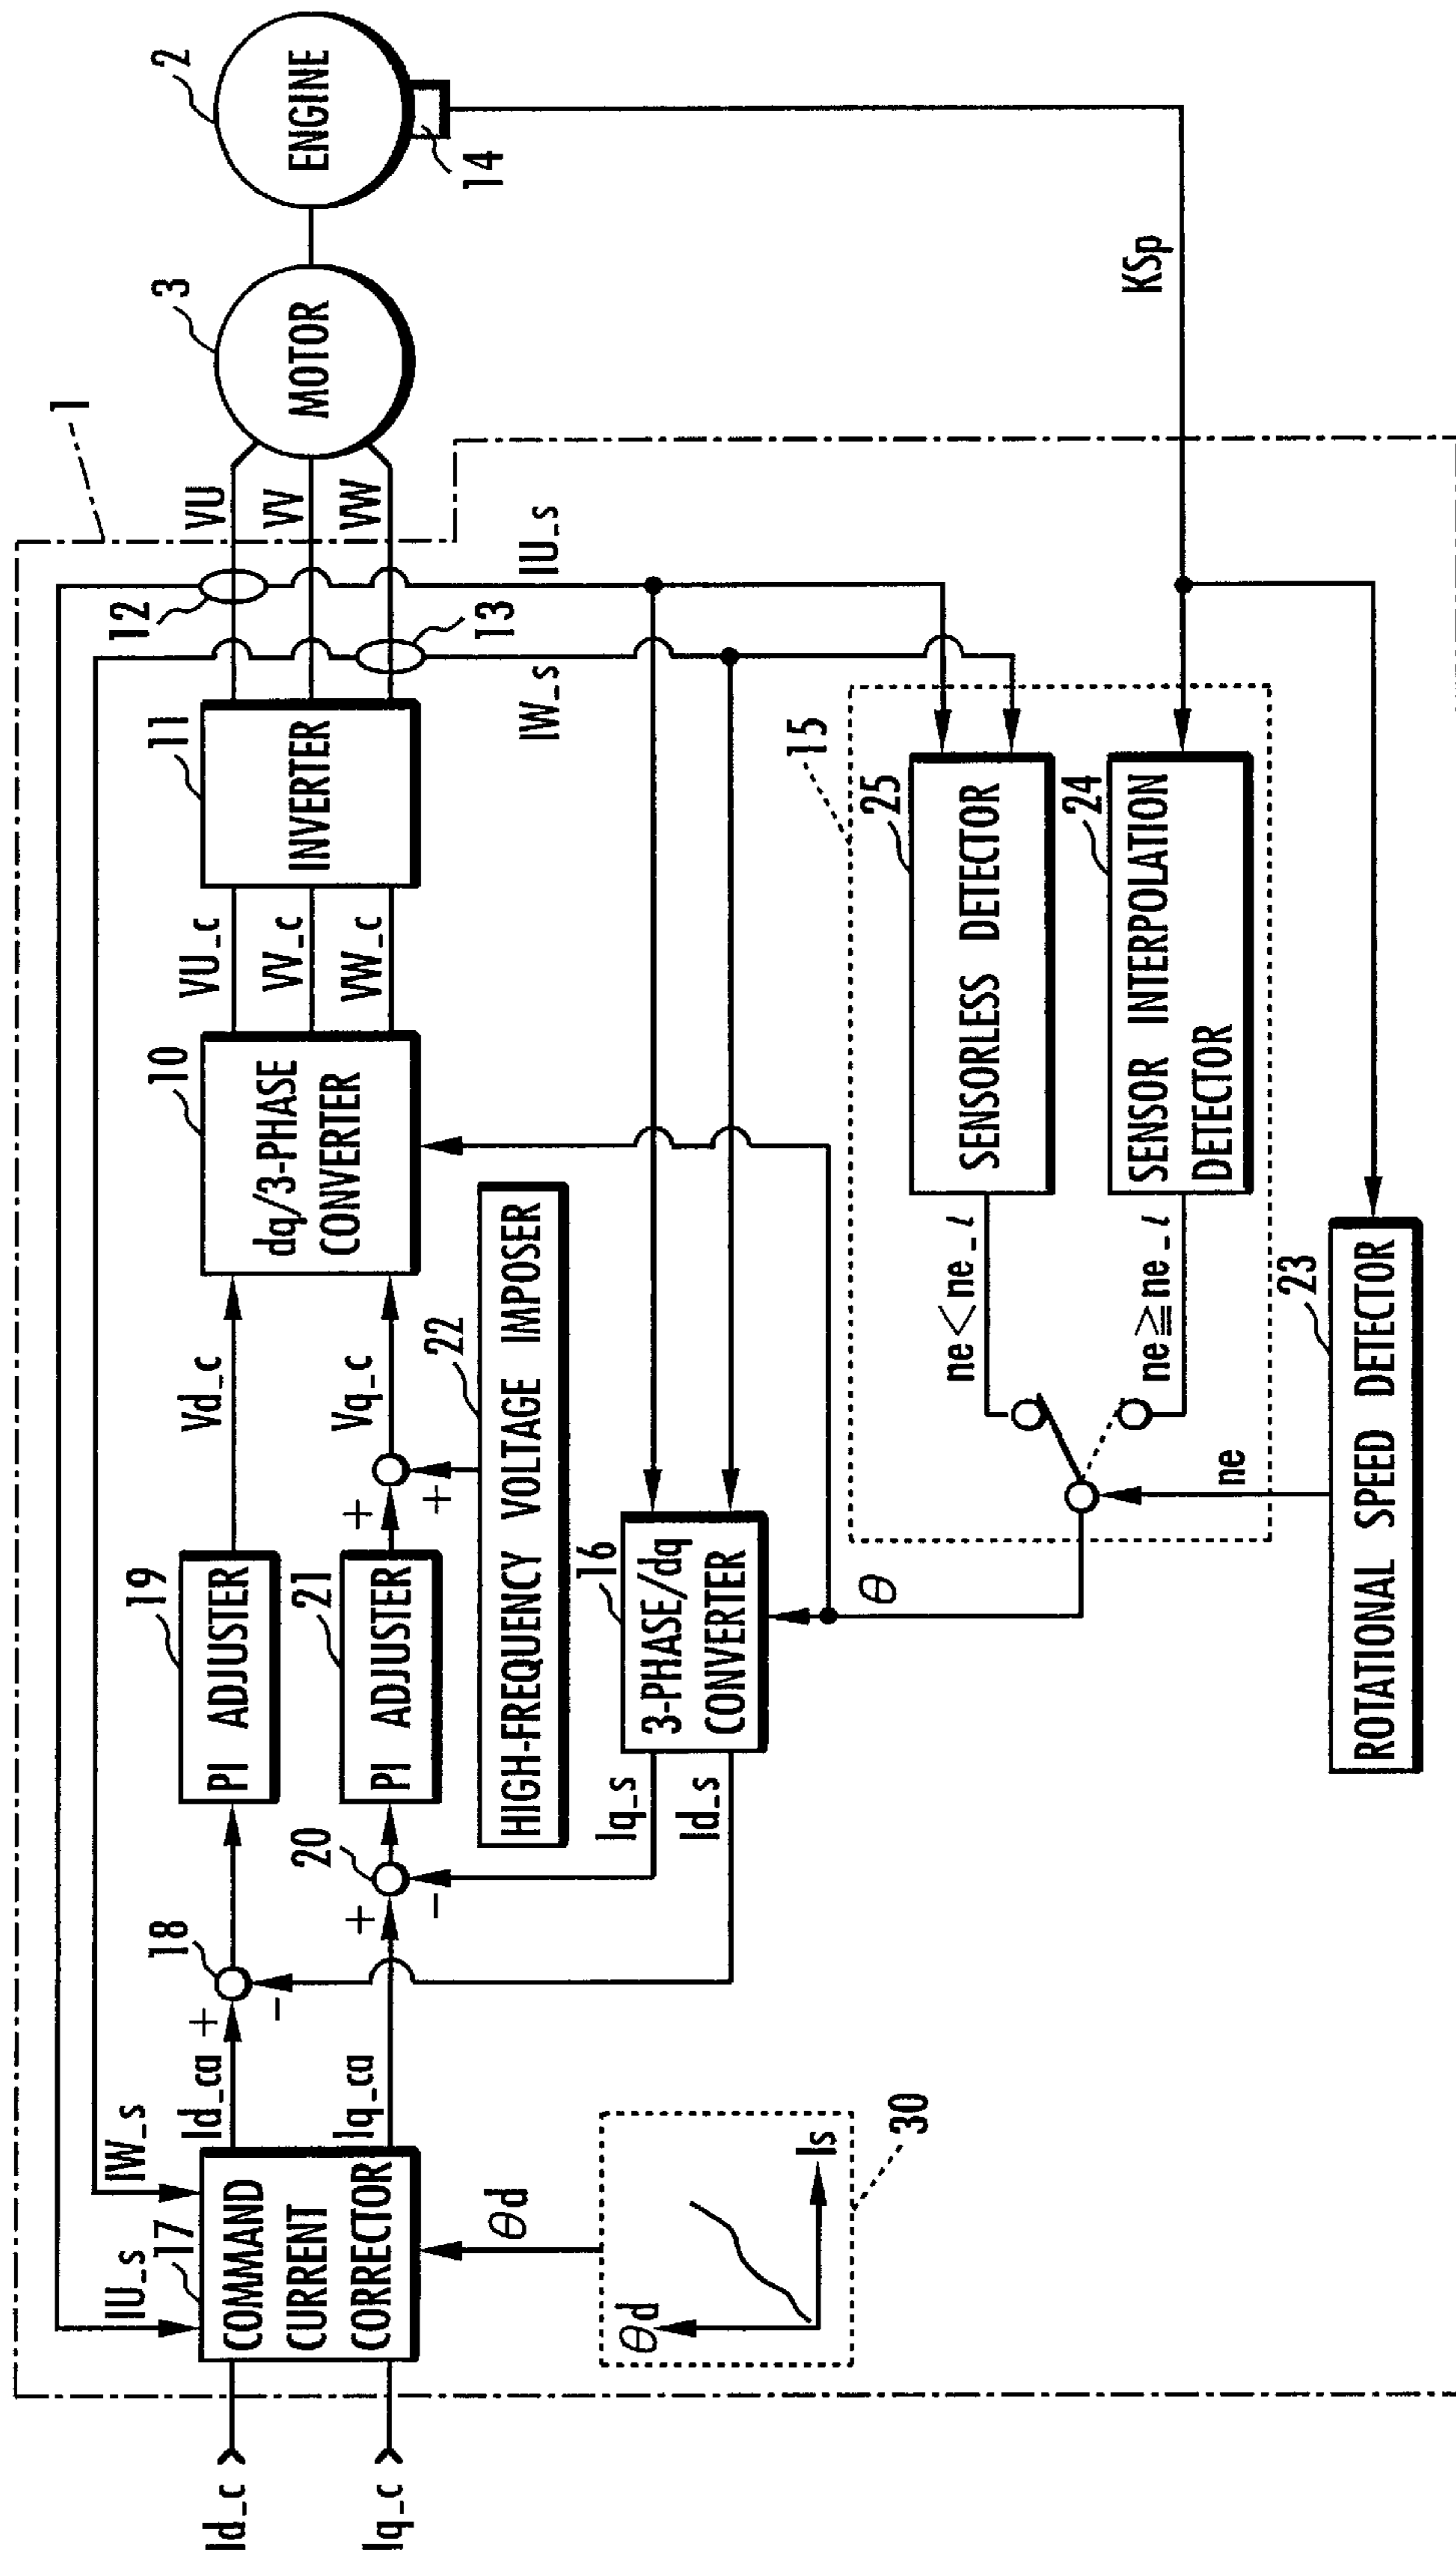 1
IU_s
IW_s
17
COMMAND
CURRENT
CORRECTOR
Id_c
Iq_c
Id_ca
Iq_ca
+
-
18
+
-
20
19
PI ADJUSTER
21
PI ADJUSTER
+
+
Vd_c
Vq_c
22
HIGH-FREQUENCY VOLTAGE IMPOSER
10
dq/3-PHASE
CONVERTER
VU_c
VV_c
VW_c
11
INVERTER
12
13
VU
VV
VW
3
MOTOR
2
ENGINE
14
IU_s
IW_s
KSp
θd
θd
Is
30
Iq_s
Id_s
16
3-PHASE/dq
CONVERTER
θ
15
25
SENSORLESS DETECTOR
ne<ne_l
24
SENSOR INTERPOLATION
DETECTOR
ne≧ne_l
ne
23
ROTATIONAL SPEED DETECTOR